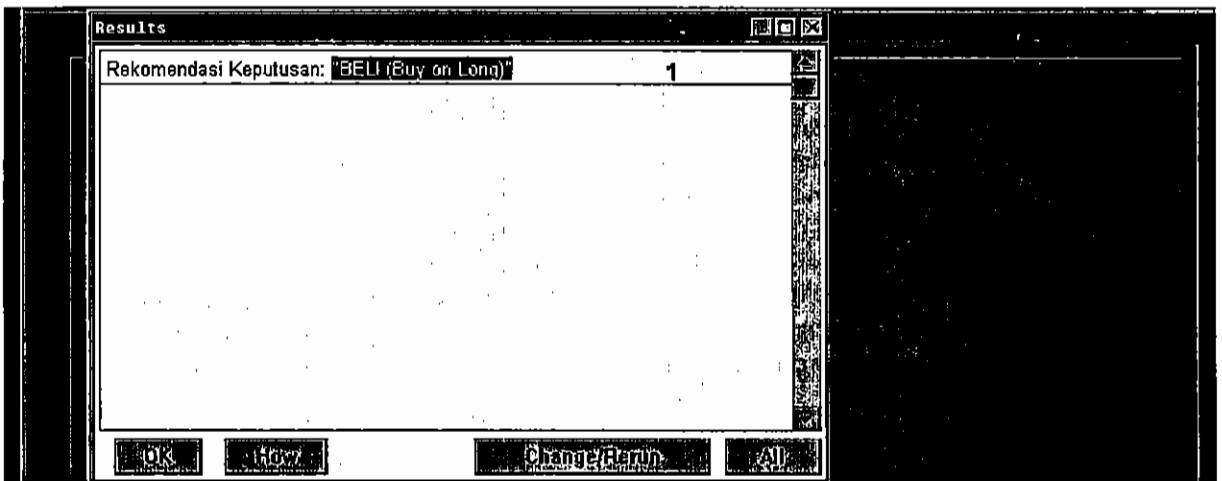 Results
Rekomendasi Keputusan: "BELI (Buy on Long)" 1
OK How Change/Rerun All